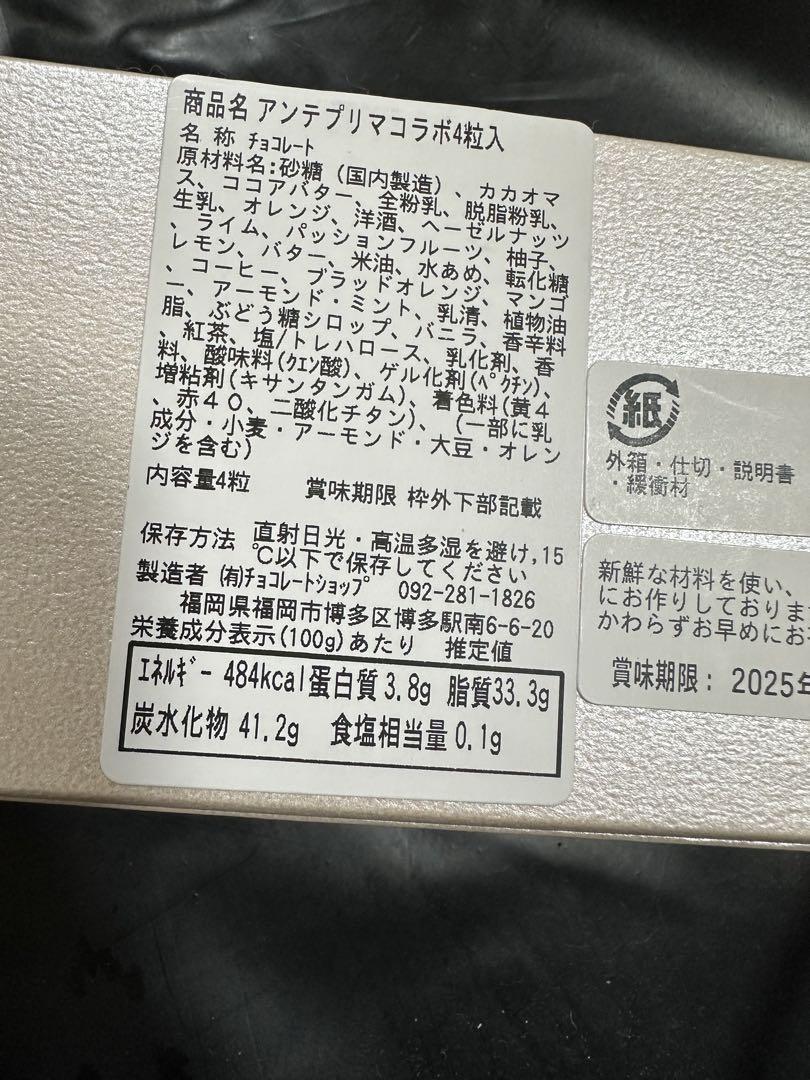 商品名 アンテプリマコラボ4粒入
名 称 チョコレート
原材料名:砂糖 (国内製造)、カカオマ
ス、ココアバター、全粉乳、脱脂粉乳、
生乳、オレンジ、洋酒、ヘーゼルナッツ
、ライム、パッションフルーツ、柚子、
レモン、バター、米油、水あめ、転化糖
、コーヒー、ブラッドオレンジ、マンゴ
ー、アーモンド・ミント、乳清、植物油
脂、ぶどう糖シロップ、バニラ、香辛料
、紅茶、塩/トレハロース、乳化剤、香
料、酸味料(クエン酸)、ゲル化剤(ペクチン)、
増粘剤(キサンタンガム)、着色料(黄4
、赤40、二酸化チタン)、(一部に乳
成分・小麦・アーモンド・大豆・オレン
ジを含む)
内容量4粒 賞味期限 枠外下部記載
保存方法 直射日光・高温多湿を避け,15
℃以下で保存してください
製造者 (有)チョコレートショップ 092-281-1826
福岡県福岡市博多区博多駅南6-6-20
栄養成分表示(100g)あたり 推定値
エネルギー 484kcal蛋白質 3.8g 脂質33.3g
炭水化物 41.2g 食塩相当量 0.1g
紙
外箱・仕切・説明書
・緩衝材
新鮮な材料を使い、
にお作りしておりま
かわらずお早めにお
賞味期限: 2025年